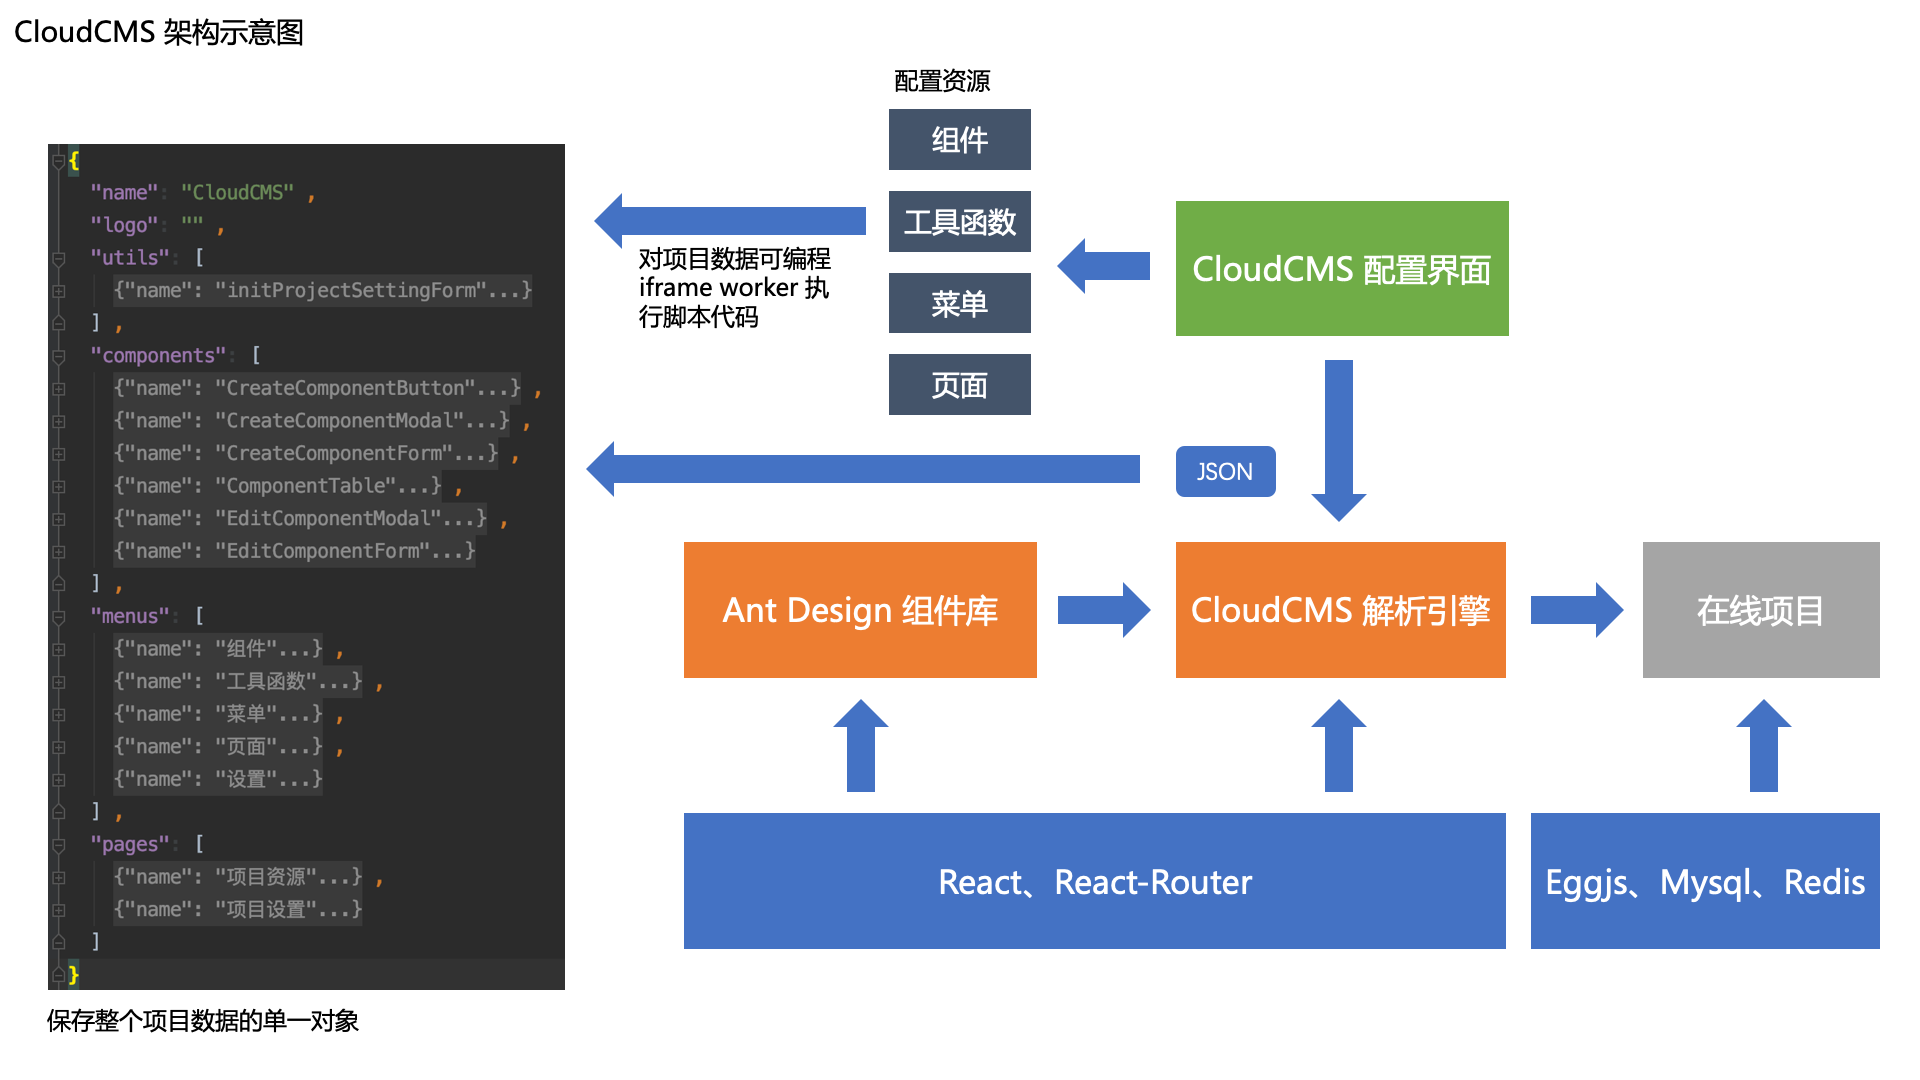 CloudCMS 架构示意图
{
"name": "CloudCMS" ,
"logo": "" ,
"utils": [
{"name": "initProjectSettingForm"...}
] ,
"components": [
{"name": "CreateComponentButton"...} ,
{"name": "CreateComponentModal"...} ,
{"name": "CreateComponentForm"...} ,
{"name": "ComponentTable"...} ,
{"name": "EditComponentModal"...} ,
{"name": "EditComponentForm"...}
] ,
"menus": [
{"name": "组件"...} ,
{"name": "工具函数"...} ,
{"name": "菜单"...} ,
{"name": "页面"...} ,
{"name": "设置"...}
] ,
"pages": [
{"name": "项目资源"...} ,
{"name": "项目设置"...}
]
}
保存整个项目数据的单一对象
配置资源
组件
工具函数
菜单
页面
对项目数据可编程
iframe worker 执
行脚本代码
CloudCMS 配置界面
JSON
Ant Design 组件库
CloudCMS 解析引擎
在线项目
React、React-Router
Eggjs、Mysql、Redis